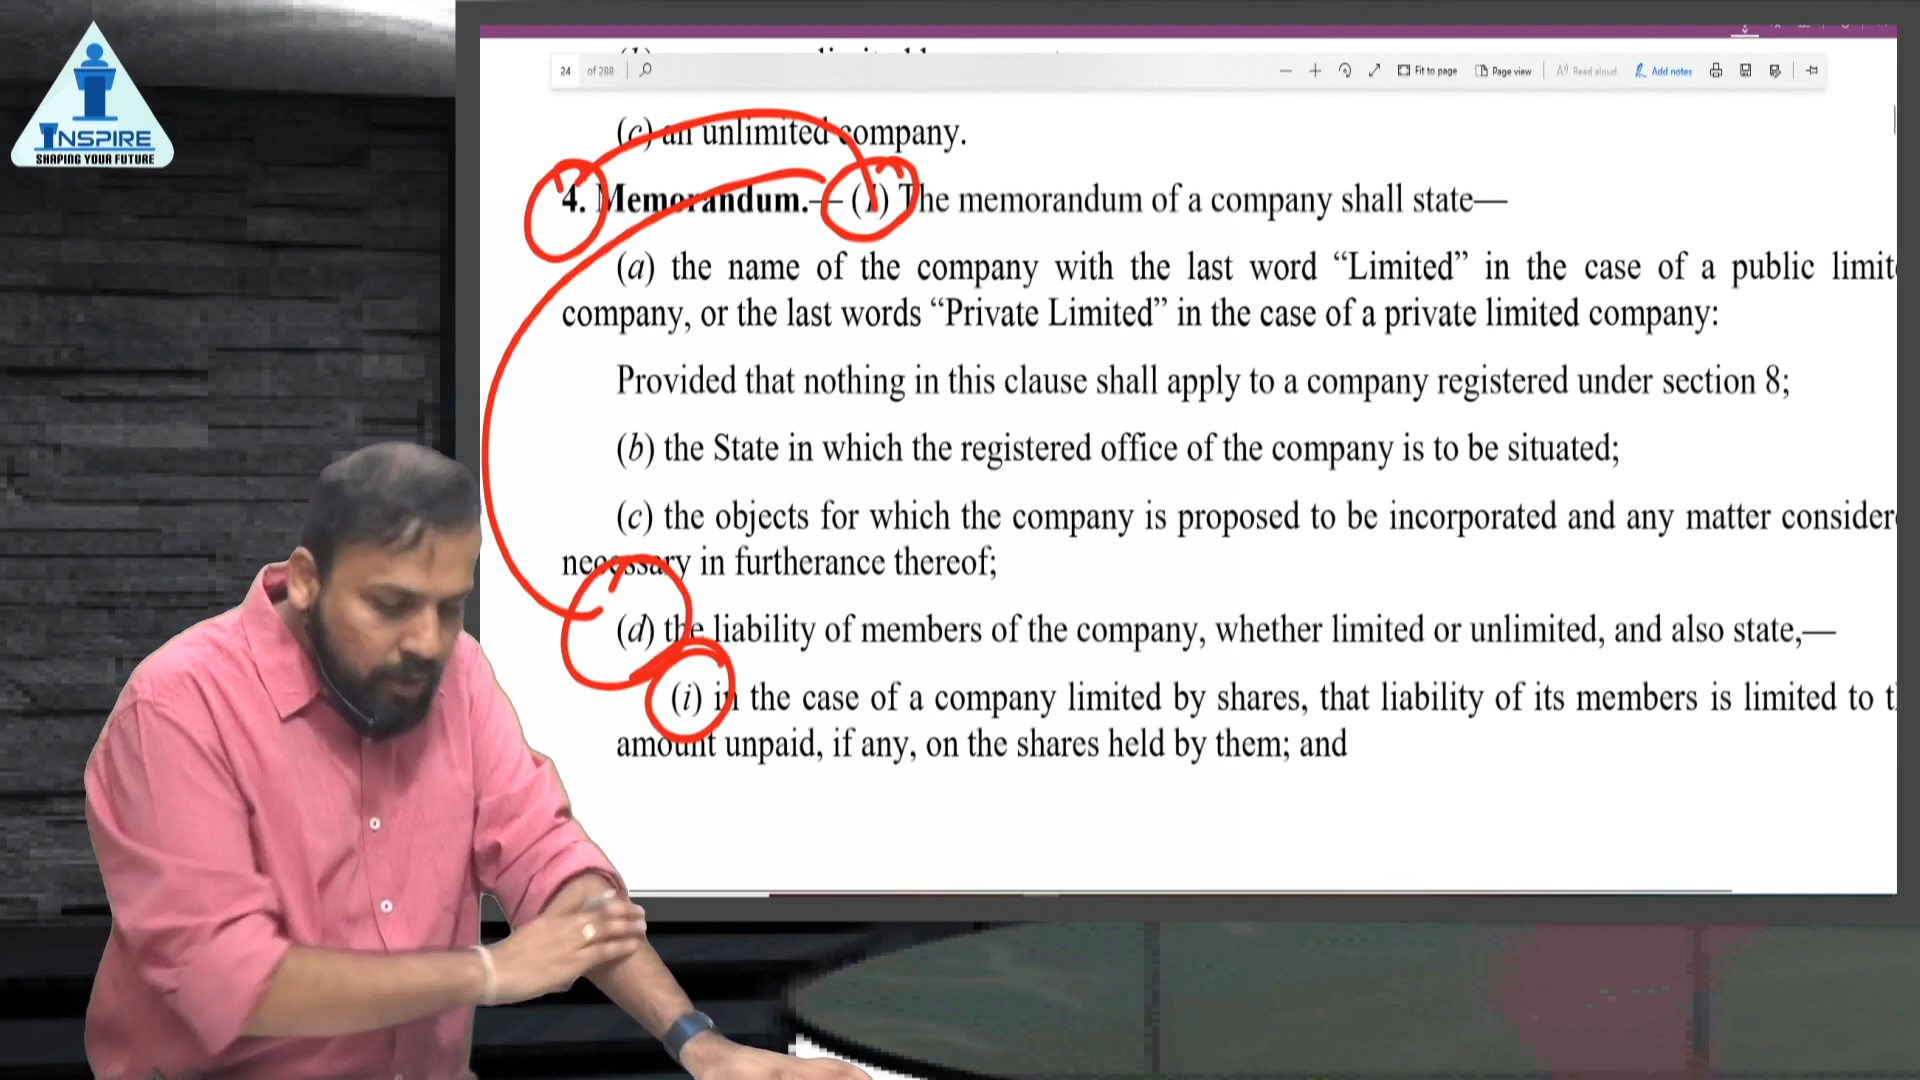 INSPIRE
SHAPING YOUR FUTURE
24 of 288
Fit to page
Page view
Read aloud
Add notes
(c) an unlimited company.
4. Memorandum.— (1) The memorandum of a company shall state—
(a) the name of the company with the last word “Limited” in the case of a public
company, or the last words “Private Limited” in the case of a private limited company:
Provided that nothing in this clause shall apply to a company registered under section 8;
(b) the State in which the registered office of the company is to be situated;
(c) the objects for which the company is proposed to be incorporated and any matter
necessary in furtherance thereof;
(d) the liability of members of the company, whether limited or unlimited, and also state,—
(i) in the case of a company limited by shares, that liability of its members is limited to
amount unpaid, if any, on the shares held by them; and